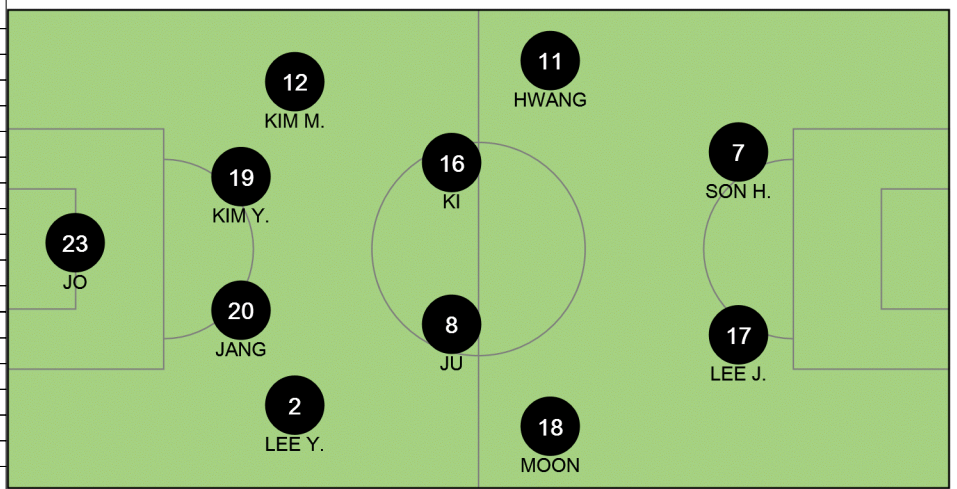 11
HWANG
12
KIM M.
7
SON H.
16
KI
19
KIM Y.
23
JO
20
JANG
8
JU
17
LEE J.
2
LEE Y.
18
MOON